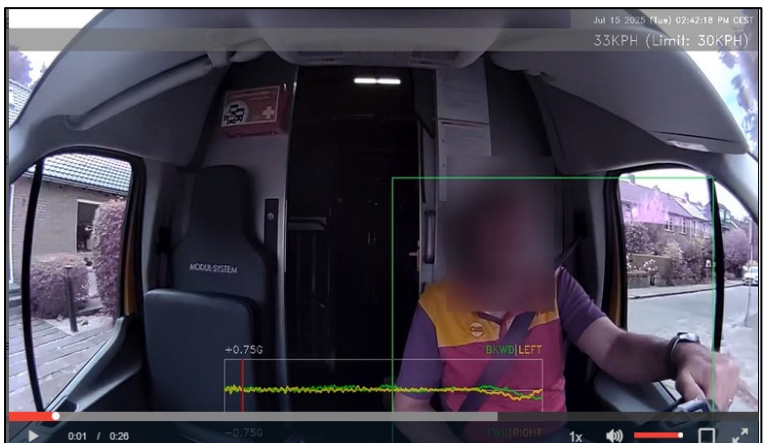 Jul 15 2025 (Tue) 02:42:18 PM CEST
33KPH (Limit: 30KPH)
MODUL-SYSTEM
+0.75G
BKWD|LEFT
0:01 / 0:26
-0.75G
FWD|RIGHT
1x